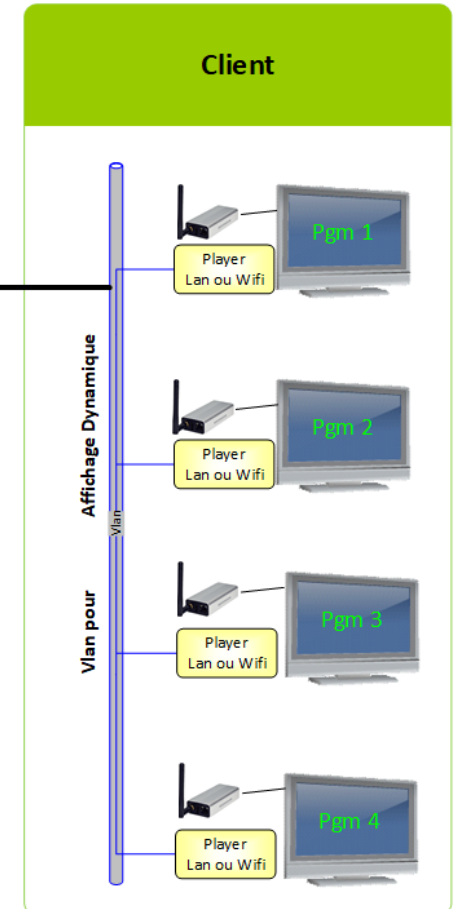 Client
Pgm 1
Player
Lan ou Wifi
Pgm 2
Player
Lan ou Wifi
Vlan pour Affichage Dynamique
Vlan
Pgm 3
Player
Lan ou Wifi
Pgm 4
Player
Lan ou Wifi